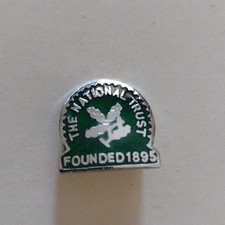 THE NATIONAL TRUST
FOUNDED 1895